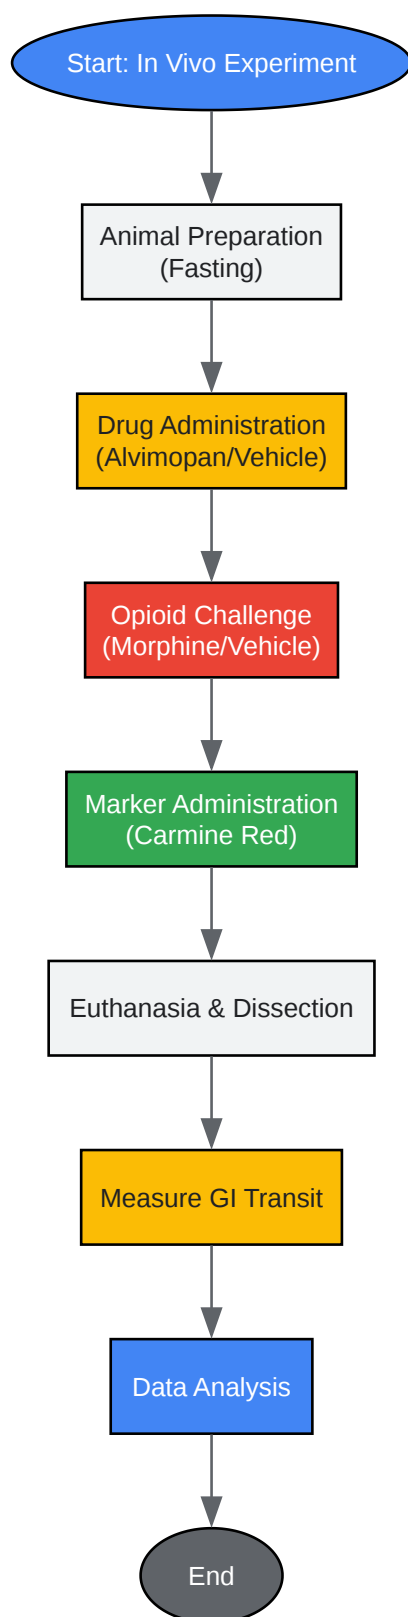 Start: In Vivo Experiment
Animal Preparation
(Fasting)
Drug Administration
(Alvimopan/Vehicle)
Opioid Challenge
(Morphine/Vehicle)
Marker Administration
(Carmine Red)
Euthanasia & Dissection
Measure GI Transit
Data Analysis
End